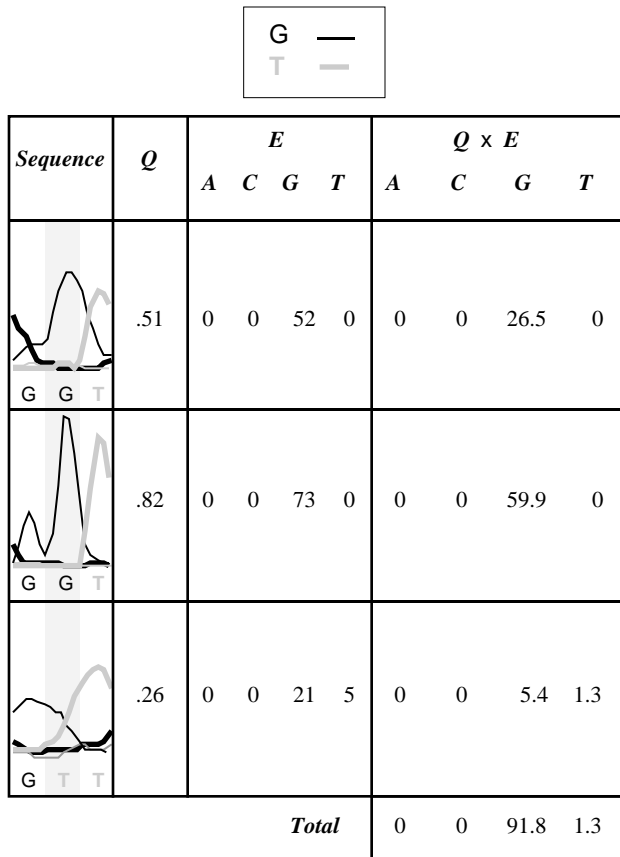 G
T
Sequence Q E Q x E
A C G T A C G T
.51 0 0 52 0 0 0 26.5 0
G G T
.82 0 0 73 0 0 0 59.9 0
G G T
.26 0 0 21 5 0 0 5.4 1.3
G T T
Total 0 0 91.8 1.3